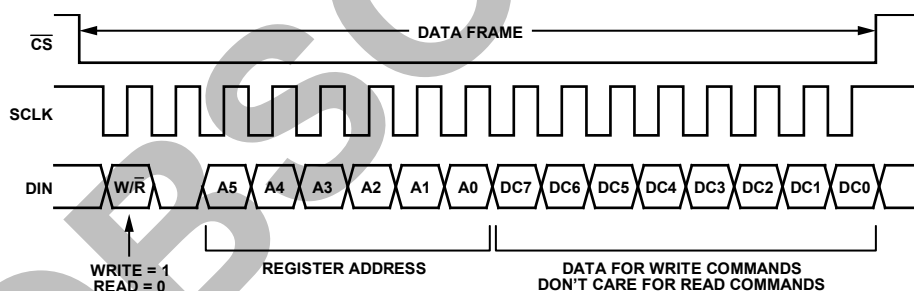 DATA FRAME
CS
SCLK
DIN W/R A5 A4 A3 A2 A1 A0 DC7 DC6 DC5 DC4 DC3 DC2 DC1 DC0
WRITE = 1
READ = 0
REGISTER ADDRESS
DATA FOR WRITE COMMANDS
DON'T CARE FOR READ COMMANDS